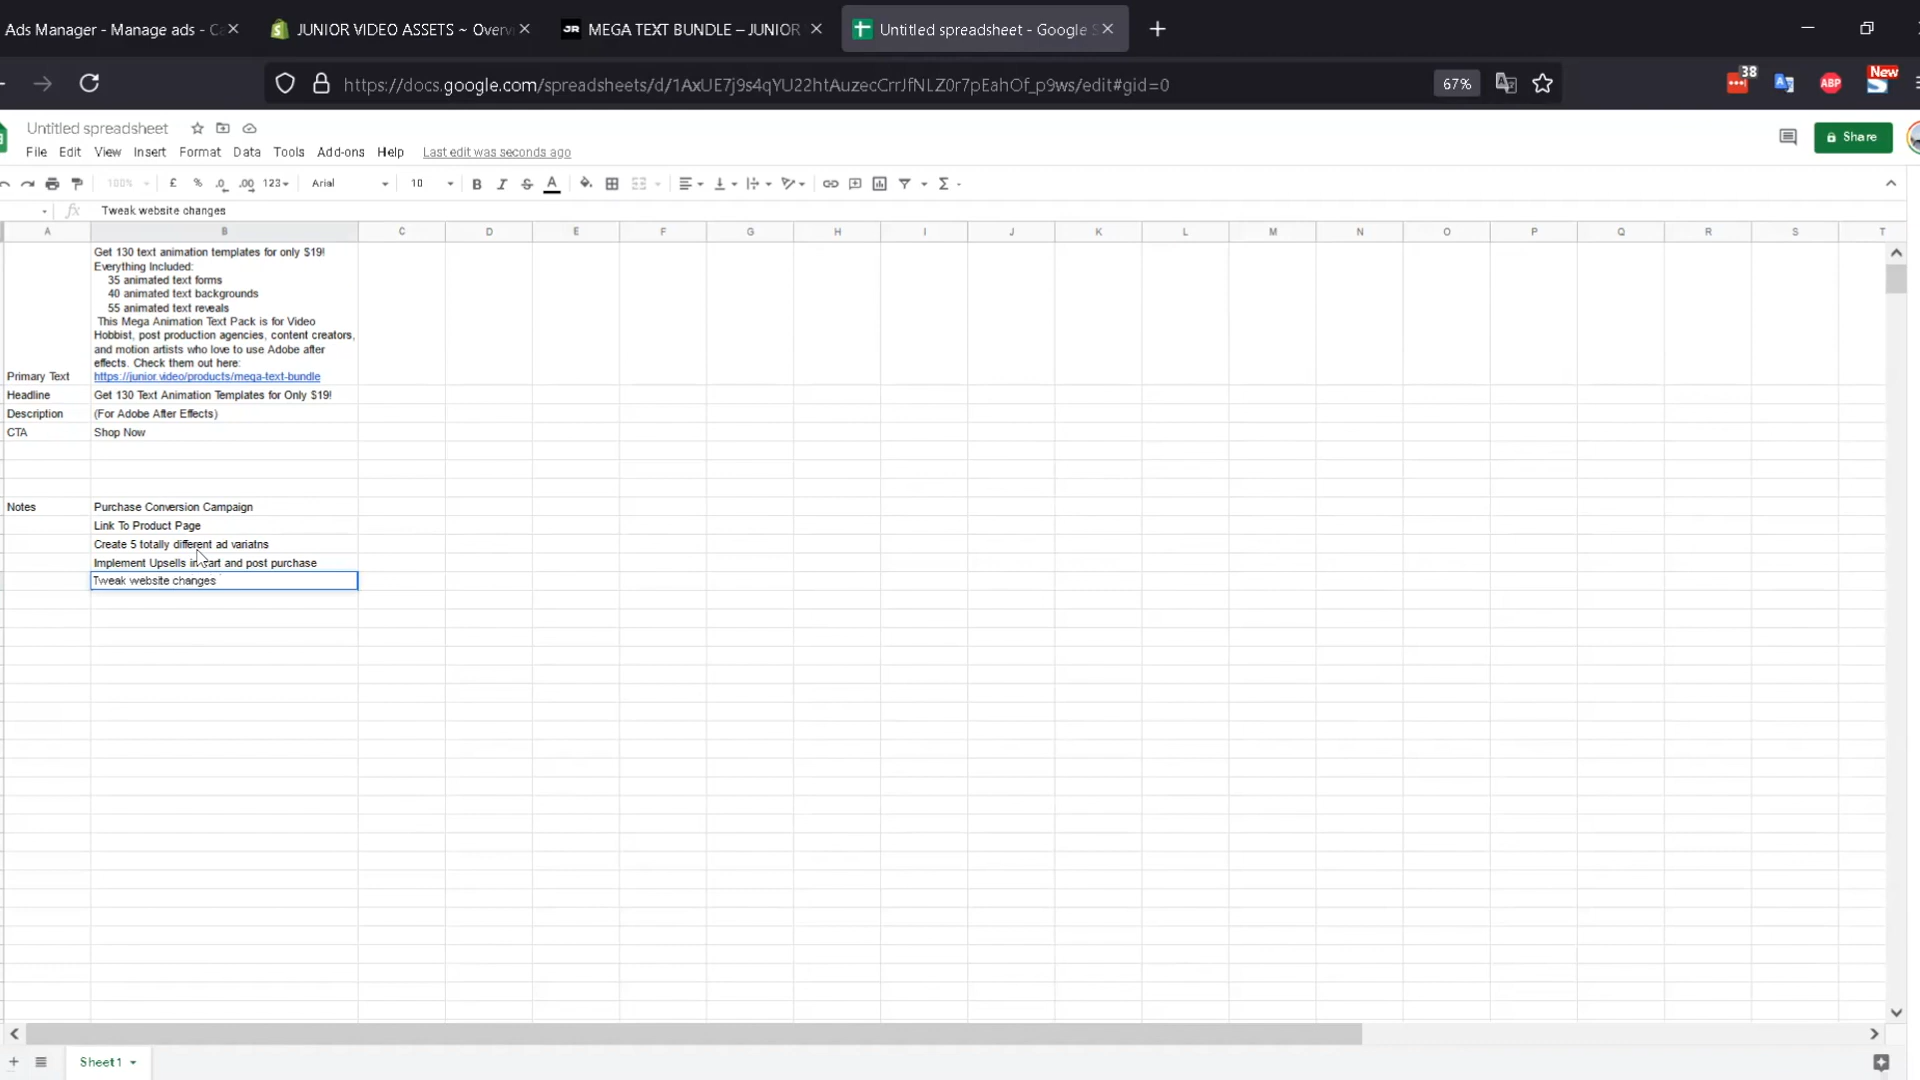 Ads Manager - Manage ads - Ca
JUNIOR VIDEO ASSETS ~ Overv
JR MEGA TEXT BUNDLE – JUNIOR
Untitled spreadsheet - Google S
https://docs.google.com/spreadsheets/d/1AxUE7j9s4qYU22htAuzecCrrJfNLZ0r7pEahOf_p9ws/edit#gid=0
67%
38
ABP
New
Untitled spreadsheet
File Edit View Insert Format Data Tools Add-ons Help Last edit was seconds ago
Share
100% £ % .0 .00 123 Arial 10 B I S A Σ
fx Tweak website changes
A B C D E F G H I J K L M N O P Q R S T
Get 130 text animation templates for only $19!
Everything Included:
35 animated text forms
40 animated text backgrounds
55 animated text reveals
This Mega Animation Text Pack is for Video
Hobbist, post production agencies, content creators,
and motion artists who love to use Adobe after
effects. Check them out here:
Primary Text https://junior.video/products/mega-text-bundle
Headline Get 130 Text Animation Templates for Only $19!
Description (For Adobe After Effects)
CTA Shop Now
Notes Purchase Conversion Campaign
Link To Product Page
Create 5 totally different ad variatns
Implement Upsells in cart and post purchase
Tweak website changes
Sheet1